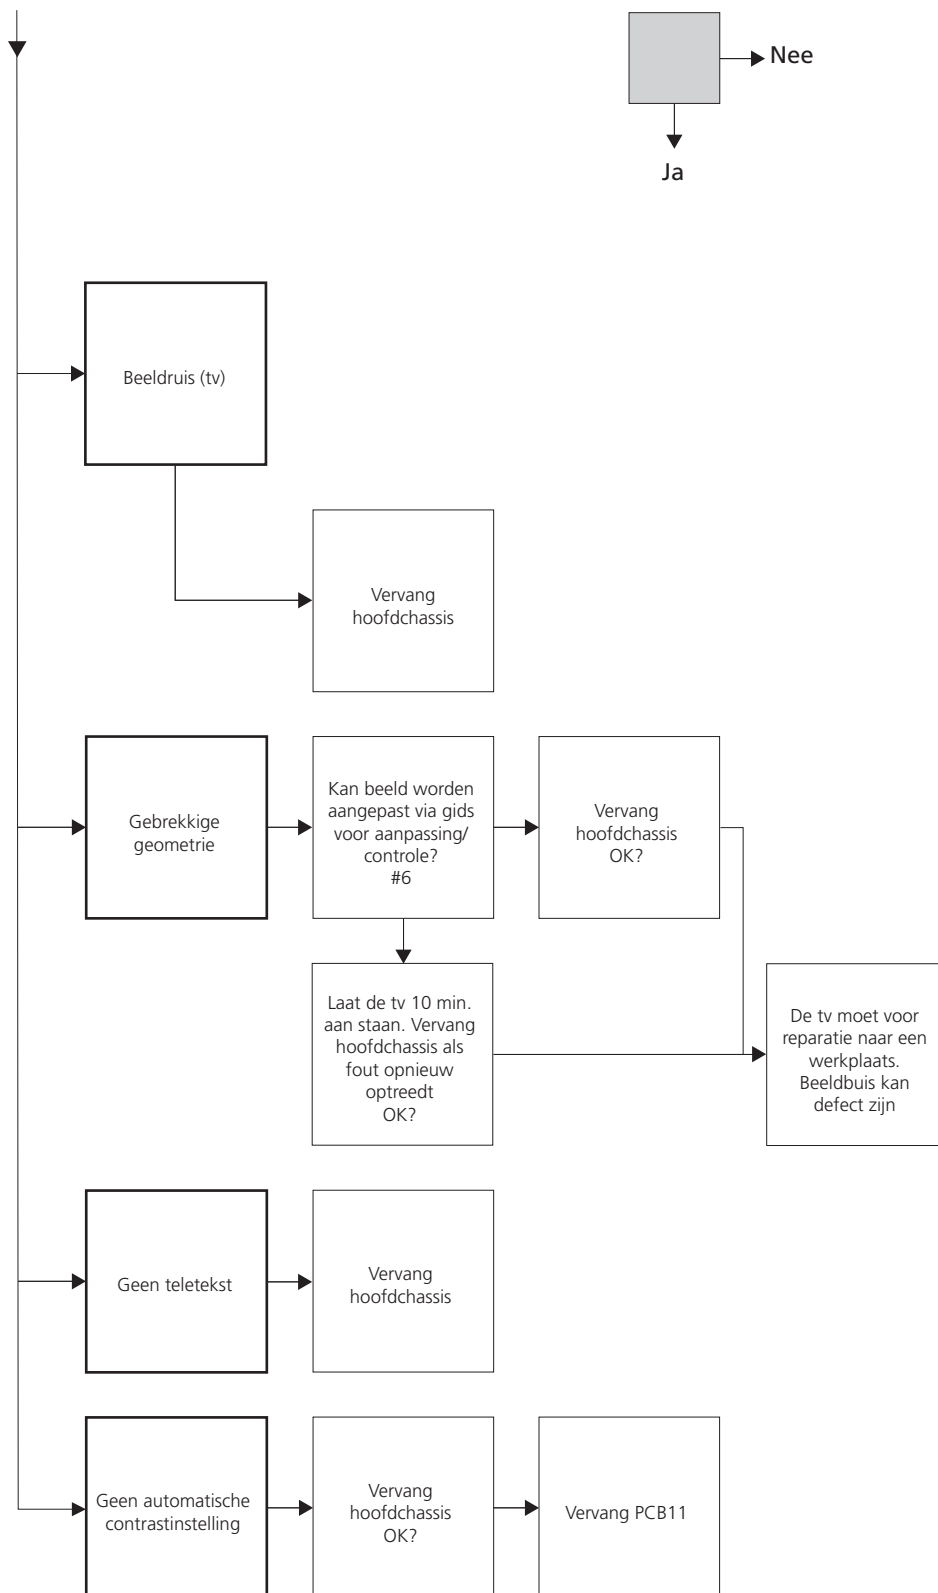 Nee
Ja
Beeldruis (tv)
Vervang
hoofdchassis
Gebrekkige
geometrie
Kan beeld worden
aangepast via gids
voor aanpassing/
controle?
#6
Vervang
hoofdchassis
OK?
Laat de tv 10 min.
aan staan. Vervang
hoofdchassis als
fout opnieuw
optreedt
OK?
De tv moet voor
reparatie naar een
werkplaats.
Beeldbuis kan
defect zijn
Geen teletekst
Vervang
hoofdchassis
Geen automatische
contrastinstelling
Vervang
hoofdchassis
OK?
Vervang PCB11